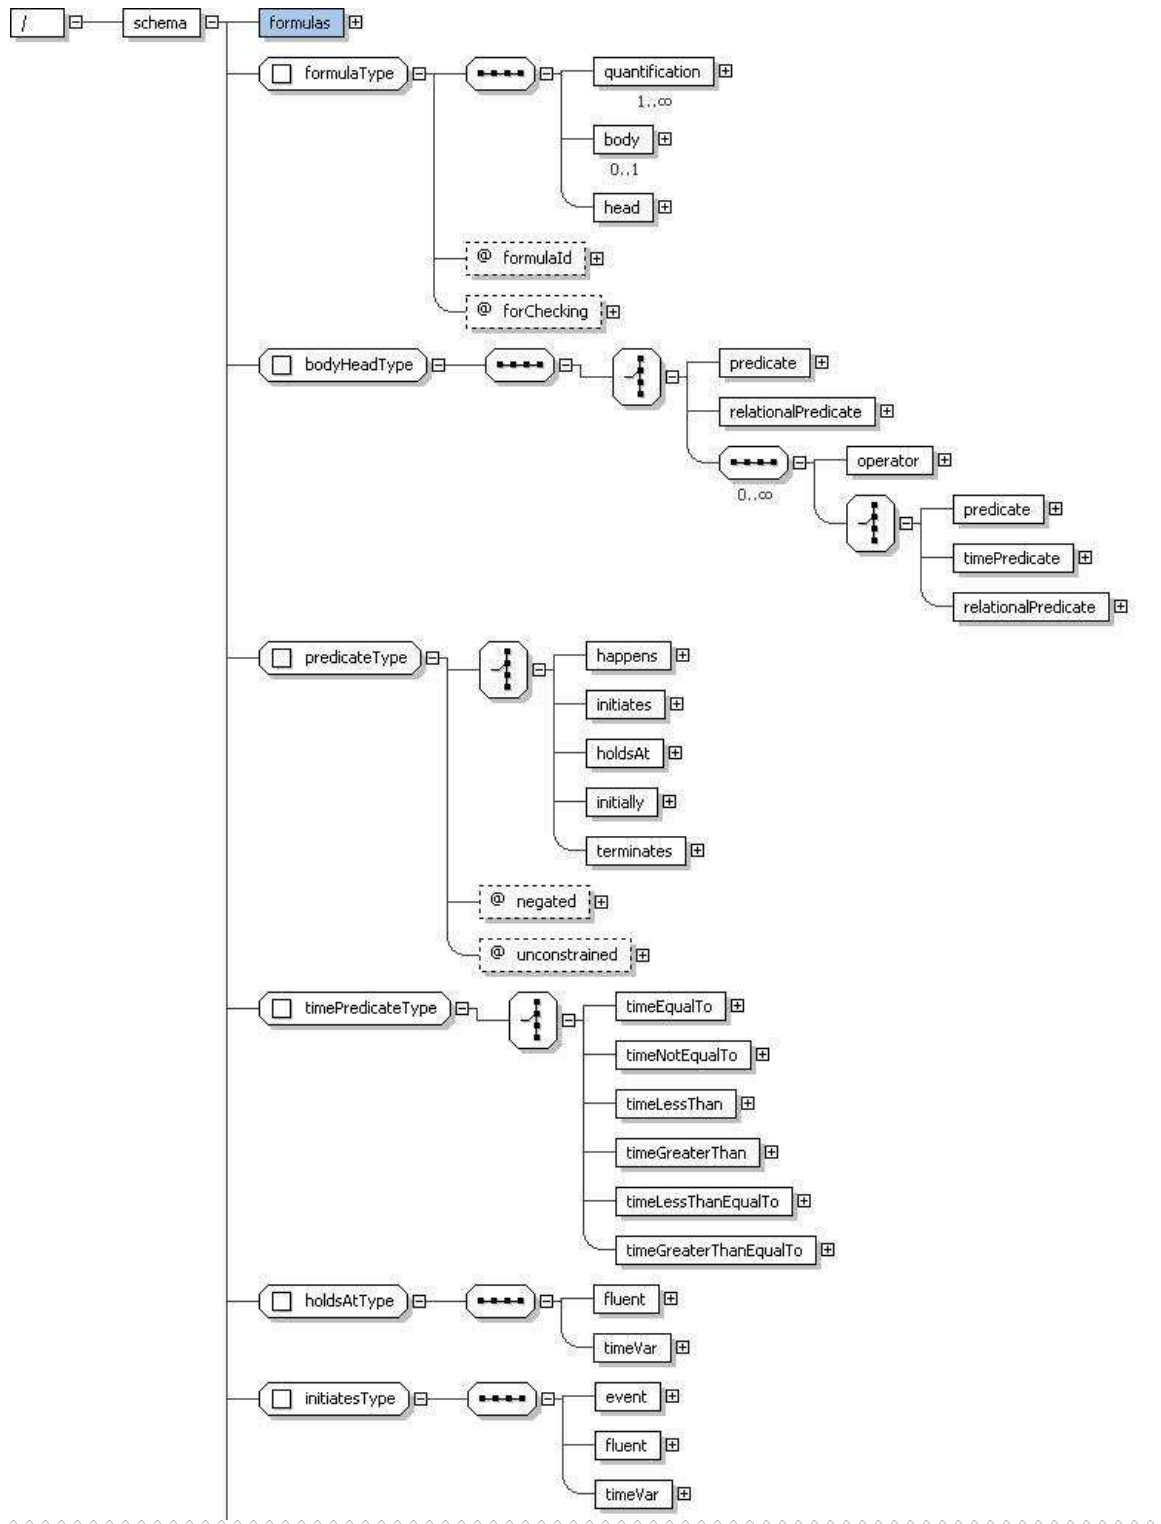 / schema formulas
formulaType quantification
1..∞
body
0..1
head
@ formulaId
@ forChecking
bodyHeadType predicate
relationalPredicate
operator
0..∞
predicate
timePredicate
relationalPredicate
predicateType happens
initiates
holdsAt
initially
terminates
@ negated
@ unconstrained
timePredicateType timeEqualTo
timeNotEqualTo
timeLessThan
timeGreaterThan
timeLessThanEqualTo
timeGreaterThanEqualTo
holdsAtType fluent
timeVar
initiatesType event
fluent
timeVar